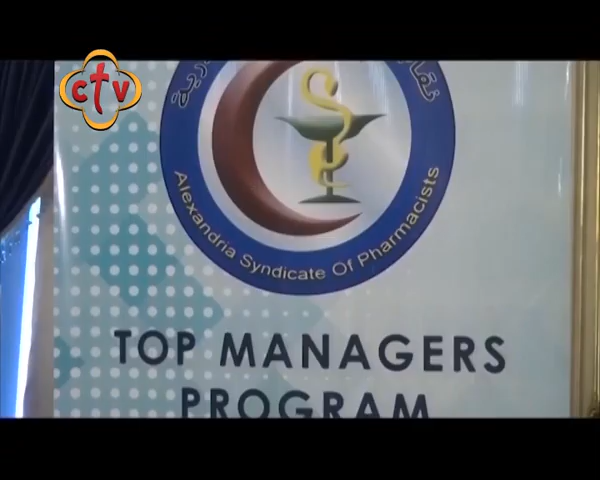 ctv
Alexandria Syndicate Of Pharmacists
TOP MANAGERS
PROGRAM